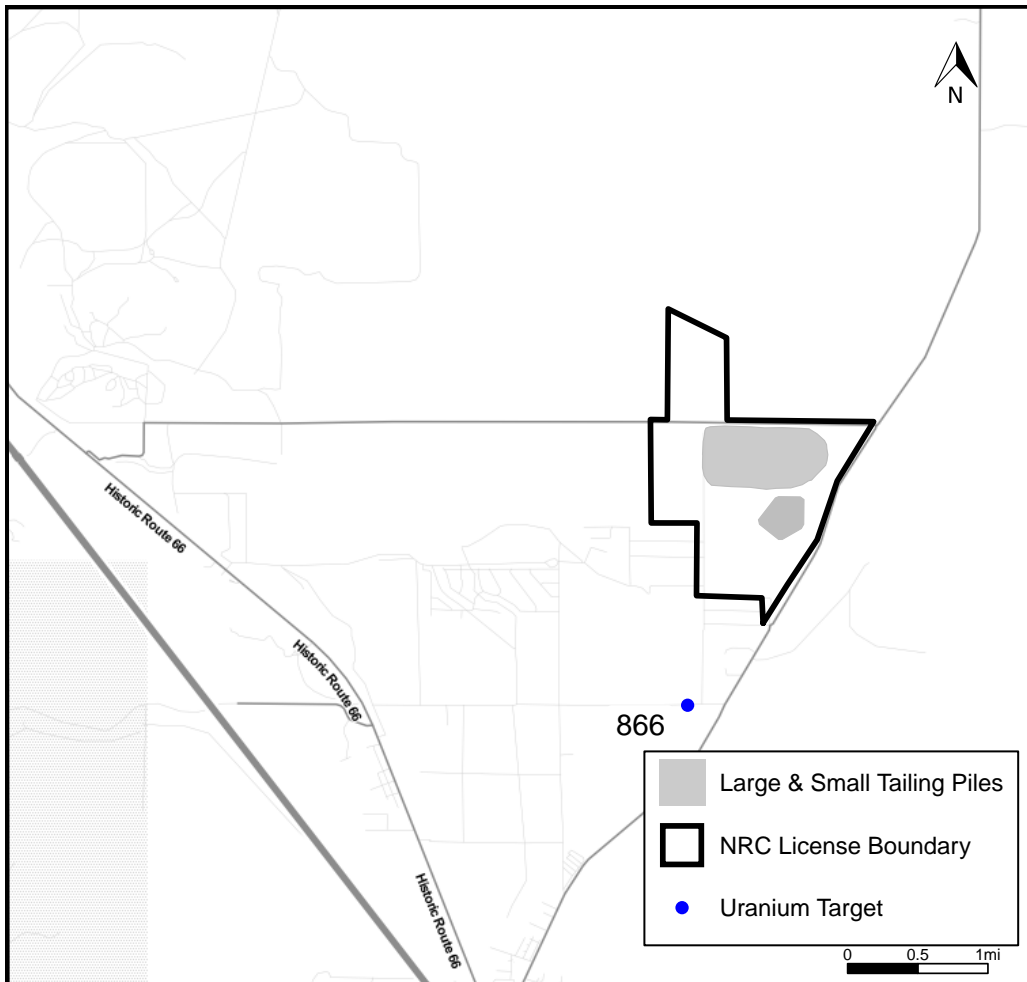 N
Historic Route 66
Historic Route 66
866
Large & Small Tailing Piles
NRC License Boundary
Historic Route 66
Uranium Target
0 0.5 1mi